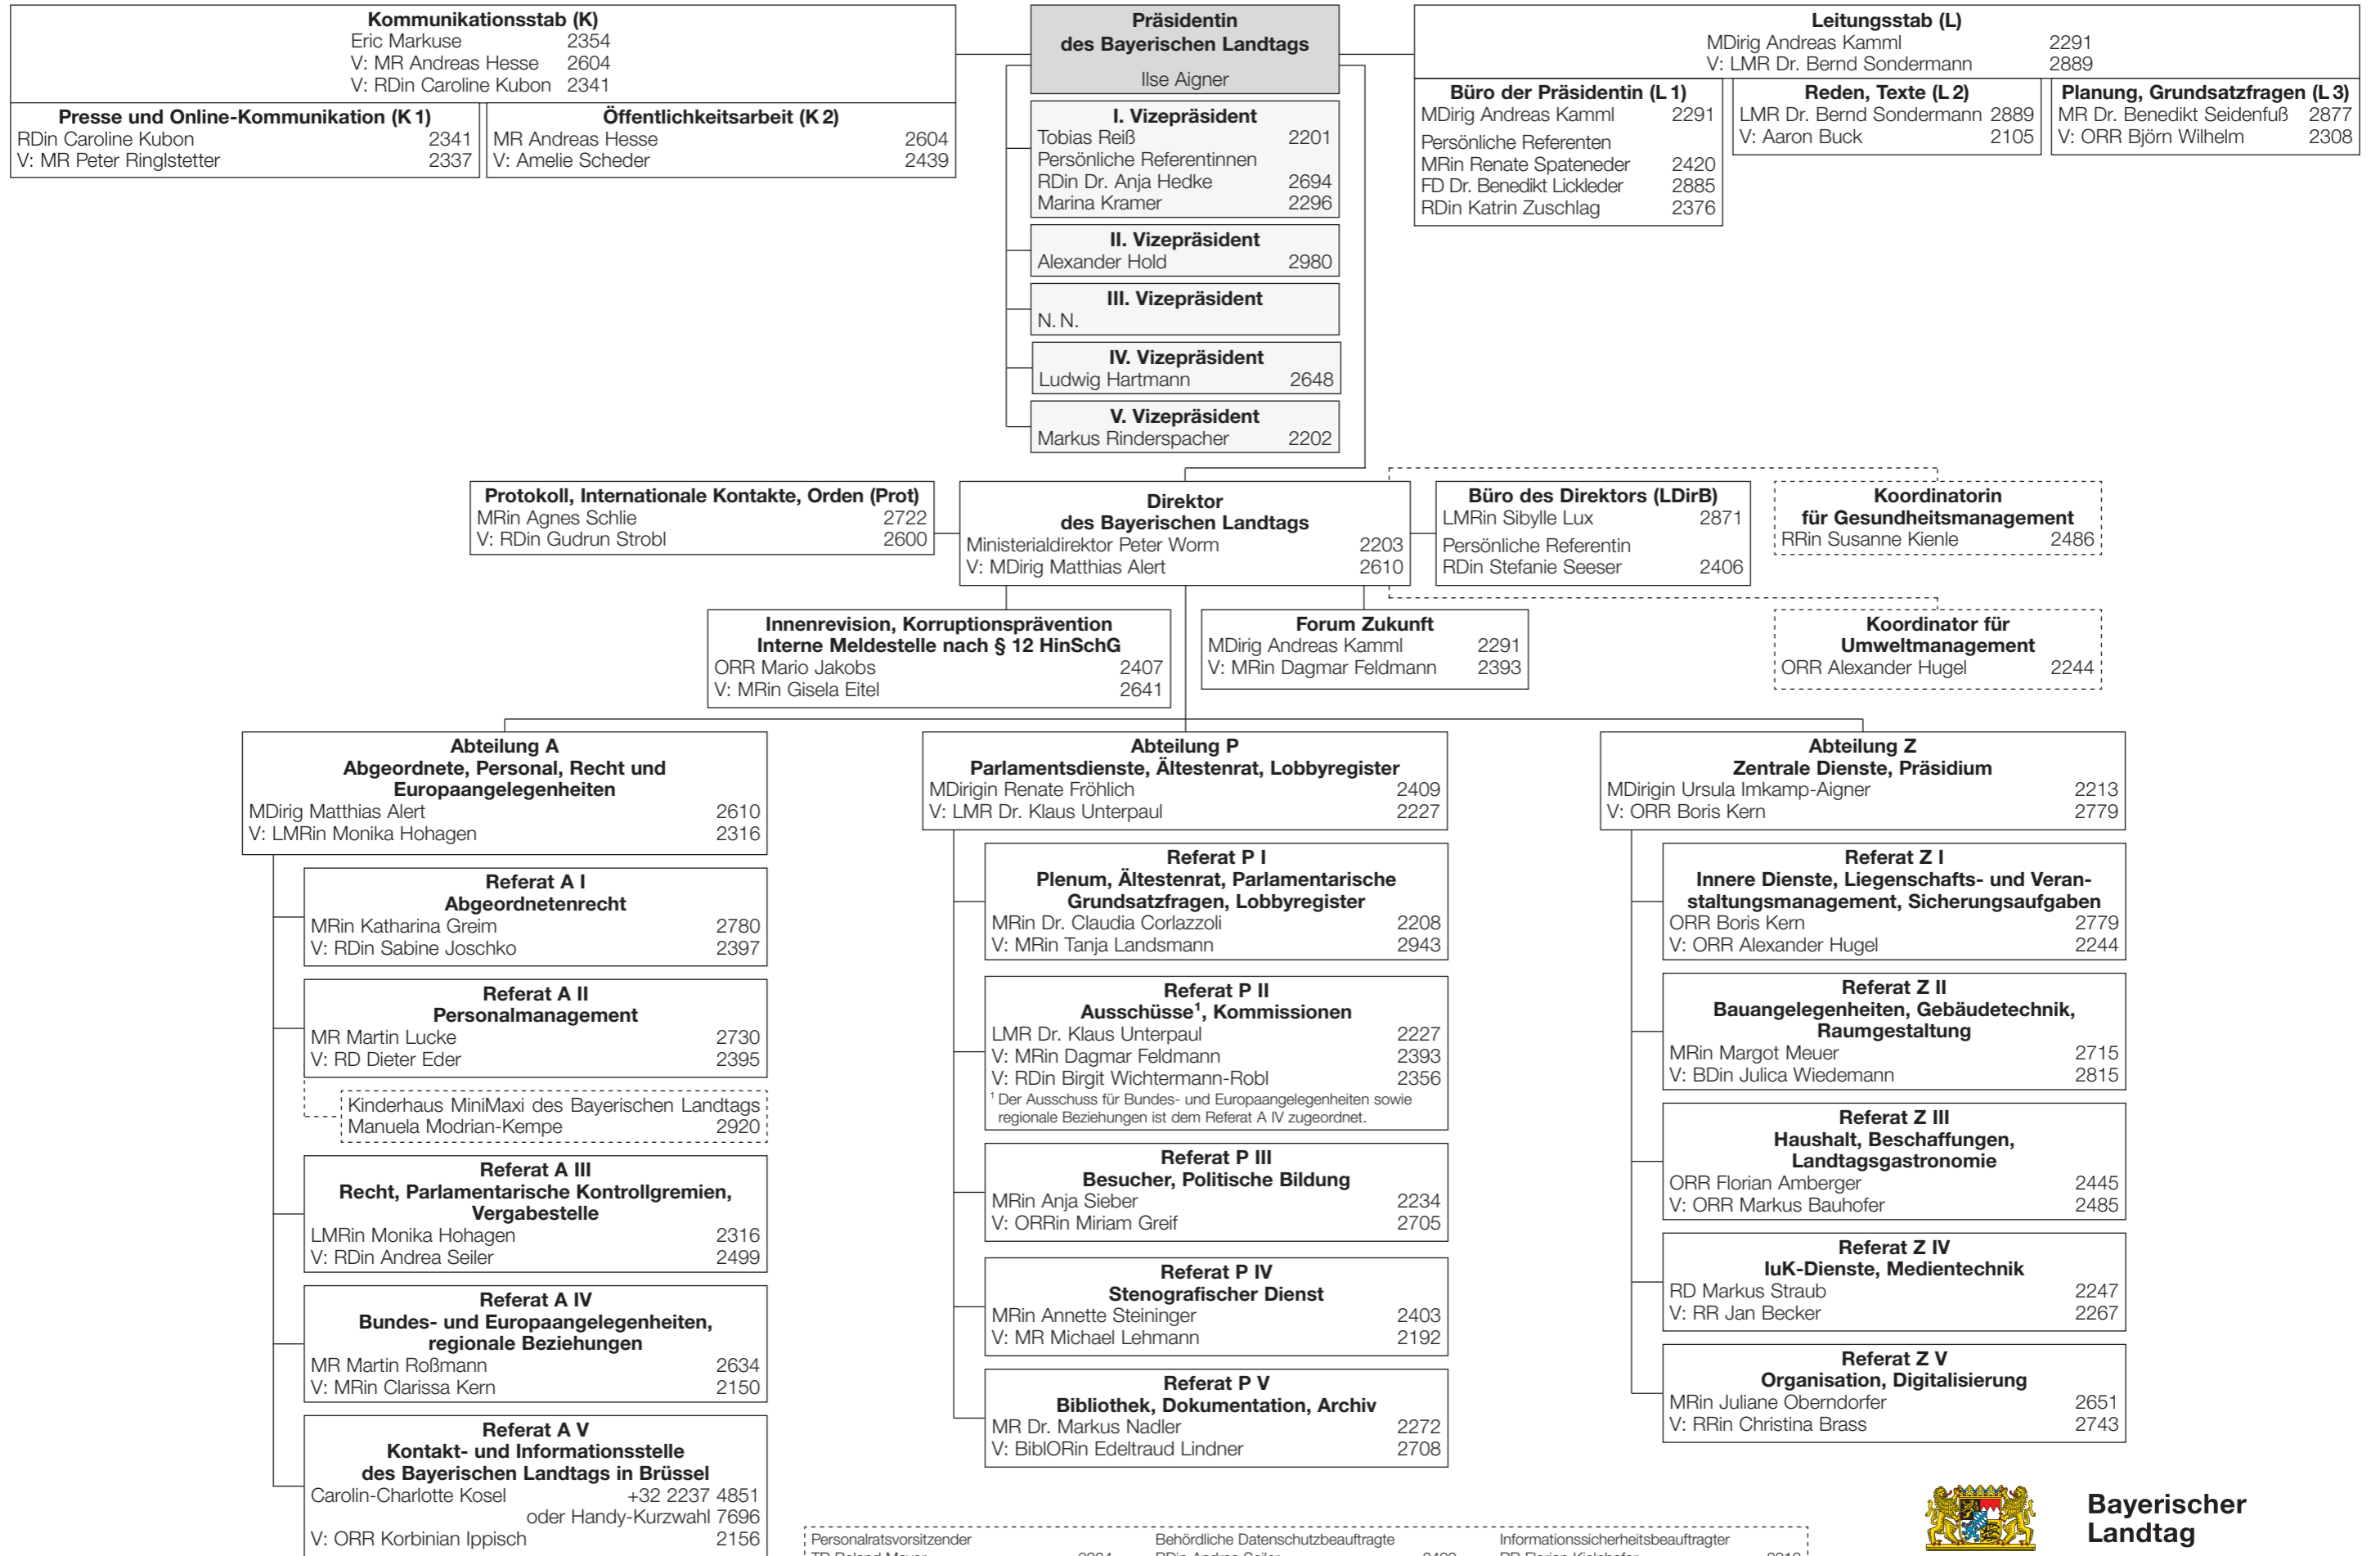 Kommunikationsstab (K)
Eric Markuse 2354
V: MR Andreas Hesse 2604
V: RDin Caroline Kubon 2341
Presse und Online-Kommunikation (K 1)
RDin Caroline Kubon 2341
V: MR Peter Ringlstetter 2337
Öffentlichkeitsarbeit (K 2)
MR Andreas Hesse 2604
V: Amelie Scheder 2439
Präsidentin
des Bayerischen Landtags
Ilse Aigner
I. Vizepräsident
Tobias Reiß 2201
Persönliche Referentinnen
RDin Dr. Anja Hedke 2694
Marina Kramer 2296
II. Vizepräsident
Alexander Hold 2980
III. Vizepräsident
N. N.
IV. Vizepräsident
Ludwig Hartmann 2648
V. Vizepräsident
Markus Rinderspacher 2202
Leitungsstab (L)
MDirig Andreas Kamml 2291
V: LMR Dr. Bernd Sondermann 2889
Büro der Präsidentin (L 1)
MDirig Andreas Kamml 2291
Persönliche Referenten
MRin Renate Spateneder 2420
FD Dr. Benedikt Lickleder 2885
RDin Katrin Zuschlag 2376
Reden, Texte (L 2)
LMR Dr. Bernd Sondermann 2889
V: Aaron Buck 2105
Planung, Grundsatzfragen (L 3)
MR Dr. Benedikt Seidenfuß 2877
V: ORR Björn Wilhelm 2308
Protokoll, Internationale Kontakte, Orden (Prot)
MRin Agnes Schlie 2722
V: RDin Gudrun Strobl 2600
Direktor
des Bayerischen Landtags
Ministerialdirektor Peter Worm 2203
V: MDirig Matthias Alert 2610
Büro des Direktors (LDirB)
LMRin Sibylle Lux 2871
Persönliche Referentin
RDin Stefanie Seeser 2406
Koordinatorin
für Gesundheitsmanagement
RRin Susanne Kienle 2486
Innenrevision, Korruptionsprävention
Interne Meldestelle nach § 12 HinSchG
ORR Mario Jakobs 2407
V: MRin Gisela Eitel 2641
Forum Zukunft
MDirig Andreas Kamml 2291
V: MRin Dagmar Feldmann 2393
Koordinator für
Umweltmanagement
ORR Alexander Hugel 2244
Abteilung A
Abgeordnete, Personal, Recht und
Europaangelegenheiten
MDirig Matthias Alert 2610
V: LMRin Monika Hohagen 2316
Referat A I
Abgeordnetenrecht
MRin Katharina Greim 2780
V: RDin Sabine Joschko 2397
Referat A II
Personalmanagement
MR Martin Lucke 2730
V: RD Dieter Eder 2395
Kinderhaus MiniMaxi des Bayerischen Landtags
Manuela Modrian-Kempe 2920
Referat A III
Recht, Parlamentarische Kontrollgremien,
Vergabestelle
LMRin Monika Hohagen 2316
V: RDin Andrea Seiler 2499
Referat A IV
Bundes- und Europaangelegenheiten,
regionale Beziehungen
MR Martin Roßmann 2634
V: MRin Clarissa Kern 2150
Referat A V
Kontakt- und Informationsstelle
des Bayerischen Landtags in Brüssel
Carolin-Charlotte Kosel +32 2237 4851
oder Handy-Kurzwahl 7696
V: ORR Korbinian Ippisch 2156
Abteilung P
Parlamentsdienste, Ältestenrat, Lobbyregister
MDirigin Renate Fröhlich 2409
V: LMR Dr. Klaus Unterpaul 2227
Referat P I
Plenum, Ältestenrat, Parlamentarische
Grundsatzfragen, Lobbyregister
MRin Dr. Claudia Corlazzoli 2208
V: MRin Tanja Landsmann 2943
Referat P II
Ausschüsse¹, Kommissionen
LMR Dr. Klaus Unterpaul 2227
V: MRin Dagmar Feldmann 2393
V: RDin Birgit Wichtermann-Robl 2356
¹ Der Ausschuss für Bundes- und Europaangelegenheiten sowie
regionale Beziehungen ist dem Referat A IV zugeordnet.
Referat P III
Besucher, Politische Bildung
MRin Anja Sieber 2234
V: ORRin Miriam Greif 2705
Referat P IV
Stenografischer Dienst
MRin Annette Steininger 2403
V: MR Michael Lehmann 2192
Referat P V
Bibliothek, Dokumentation, Archiv
MR Dr. Markus Nadler 2272
V: BiblORin Edeltraud Lindner 2708
Abteilung Z
Zentrale Dienste, Präsidium
MDirigin Ursula Imkamp-Aigner 2213
V: ORR Boris Kern 2779
Referat Z I
Innere Dienste, Liegenschafts- und Veran-
staltungsmanagement, Sicherungsaufgaben
ORR Boris Kern 2779
V: ORR Alexander Hugel 2244
Referat Z II
Bauangelegenheiten, Gebäudetechnik,
Raumgestaltung
MRin Margot Meuer 2715
V: BDin Julica Wiedemann 2815
Referat Z III
Haushalt, Beschaffungen,
Landtagsgastronomie
ORR Florian Amberger 2445
V: ORR Markus Bauhofer 2485
Referat Z IV
IuK-Dienste, Medientechnik
RD Markus Straub 2247
V: RR Jan Becker 2267
Referat Z V
Organisation, Digitalisierung
MRin Juliane Oberndorfer 2651
V: RRin Christina Brass 2743
Personalratsvorsitzender
Behördliche Datenschutzbeauftragte
Informationssicherheitsbeauftragter
Bayerischer
Landtag